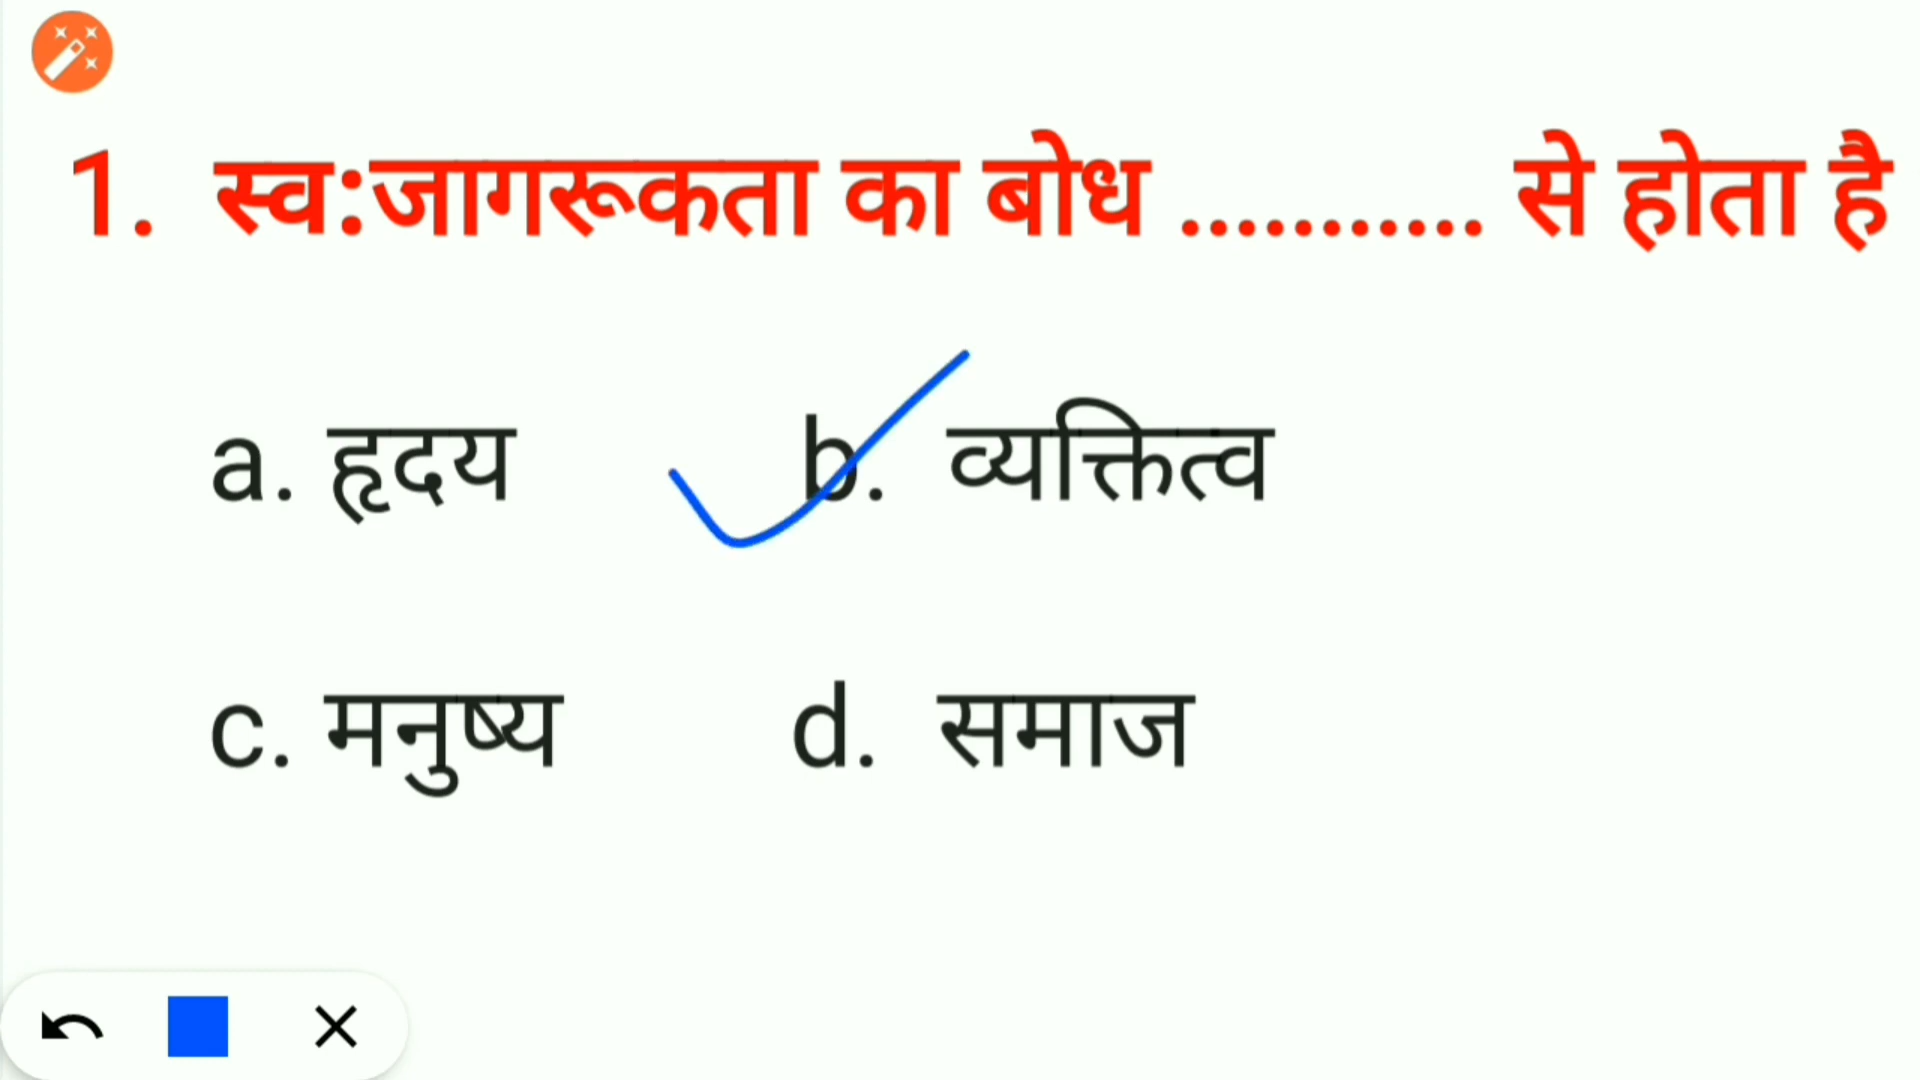 1. स्व:जागरूकता का बोध ........... से होता है
a. हृदय b. व्यक्तित्व
c. मनुष्य d. समाज